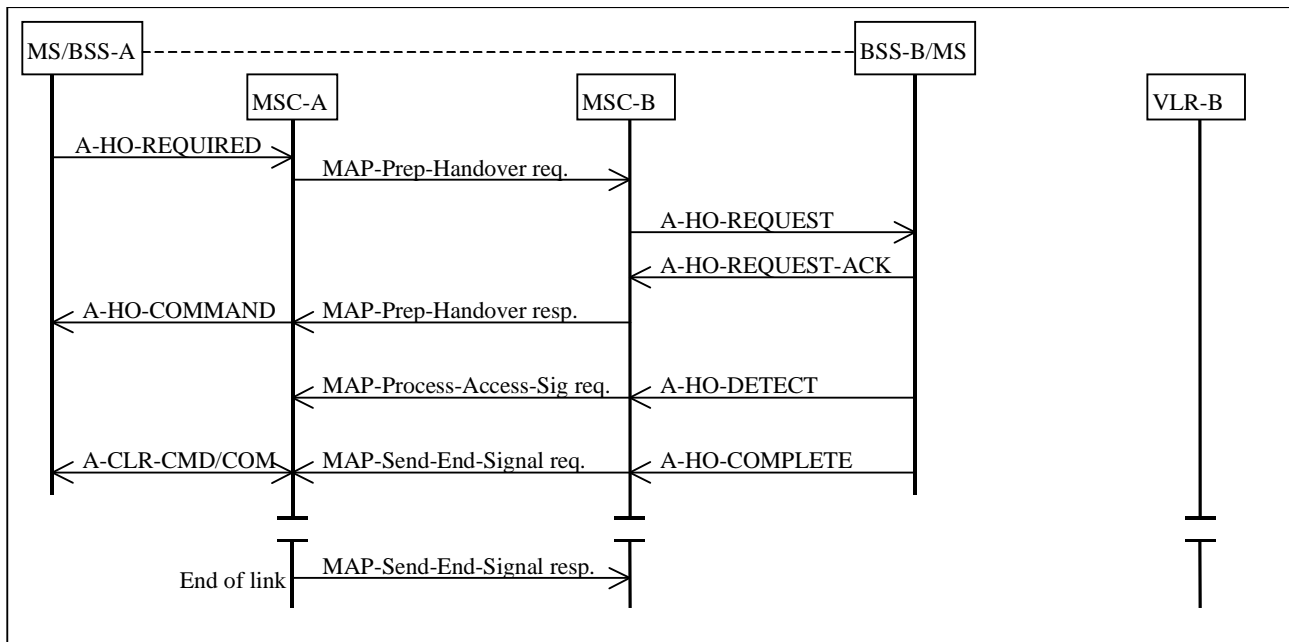 MS/BSS-A
BSS-B/MS
MSC-A
MSC-B
VLR-B
A-HO-REQUIRED
MAP-Prep-Handover req.
A-HO-REQUEST
A-HO-REQUEST-ACK
A-HO-COMMAND
MAP-Prep-Handover resp.
MAP-Process-Access-Sig req.
A-HO-DETECT
A-CLR-CMD/COM
MAP-Send-End-Signal req.
A-HO-COMPLETE
End of link
MAP-Send-End-Signal resp.